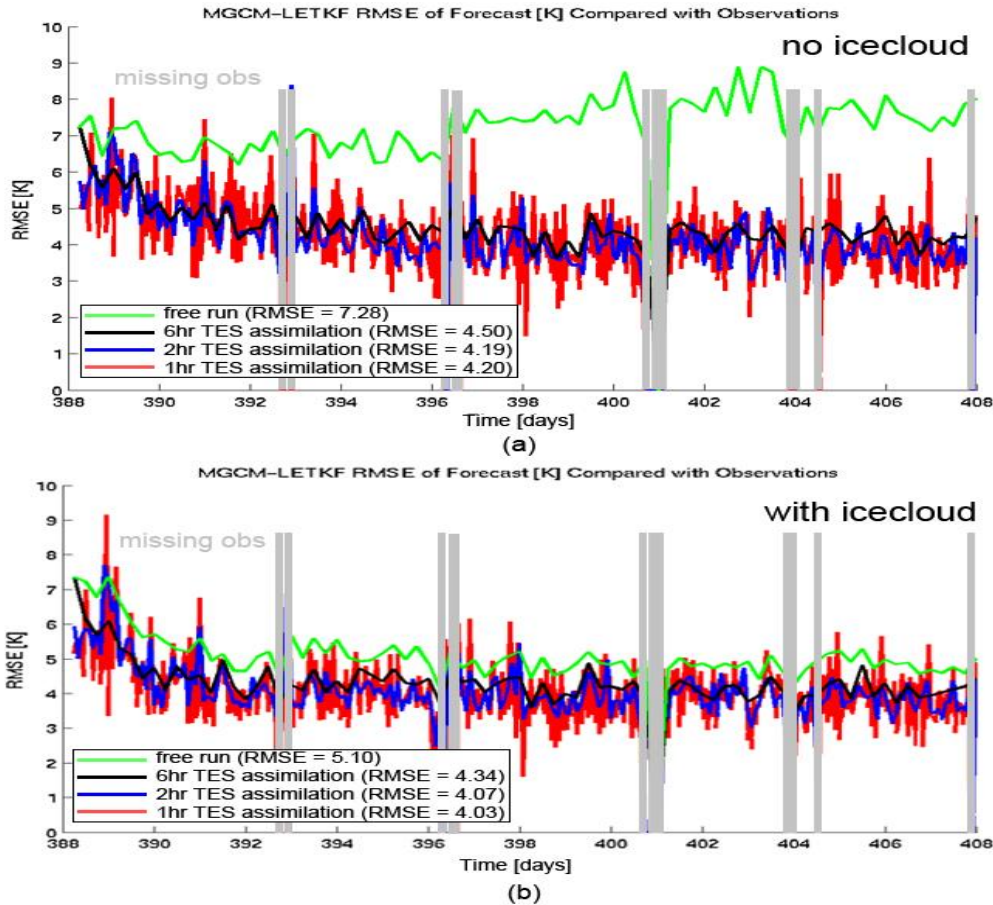 MGCM-LETKF RMSE of Forecast [K] Compared with Observations
no icecloud
missing obs
RMSE [K]
10
9
8
7
6
5
4
3
2
1
0
free run (RMSE = 7.28)
6hr TES assimilation (RMSE = 4.50)
2hr TES assimilation (RMSE = 4.19)
1hr TES assimilation (RMSE = 4.20)
388 390 392 394 396 398 400 402 404 406 408
Time [days]
(a)
MGCM-LETKF RMSE of Forecast [K] Compared with Observations
with icecloud
missing obs
RMSE [K]
10
9
8
7
6
5
4
3
2
1
0
free run (RMSE = 5.10)
6hr TES assimilation (RMSE = 4.34)
2hr TES assimilation (RMSE = 4.07)
1hr TES assimilation (RMSE = 4.03)
388 390 392 394 396 398 400 402 404 406 408
Time [days]
(b)